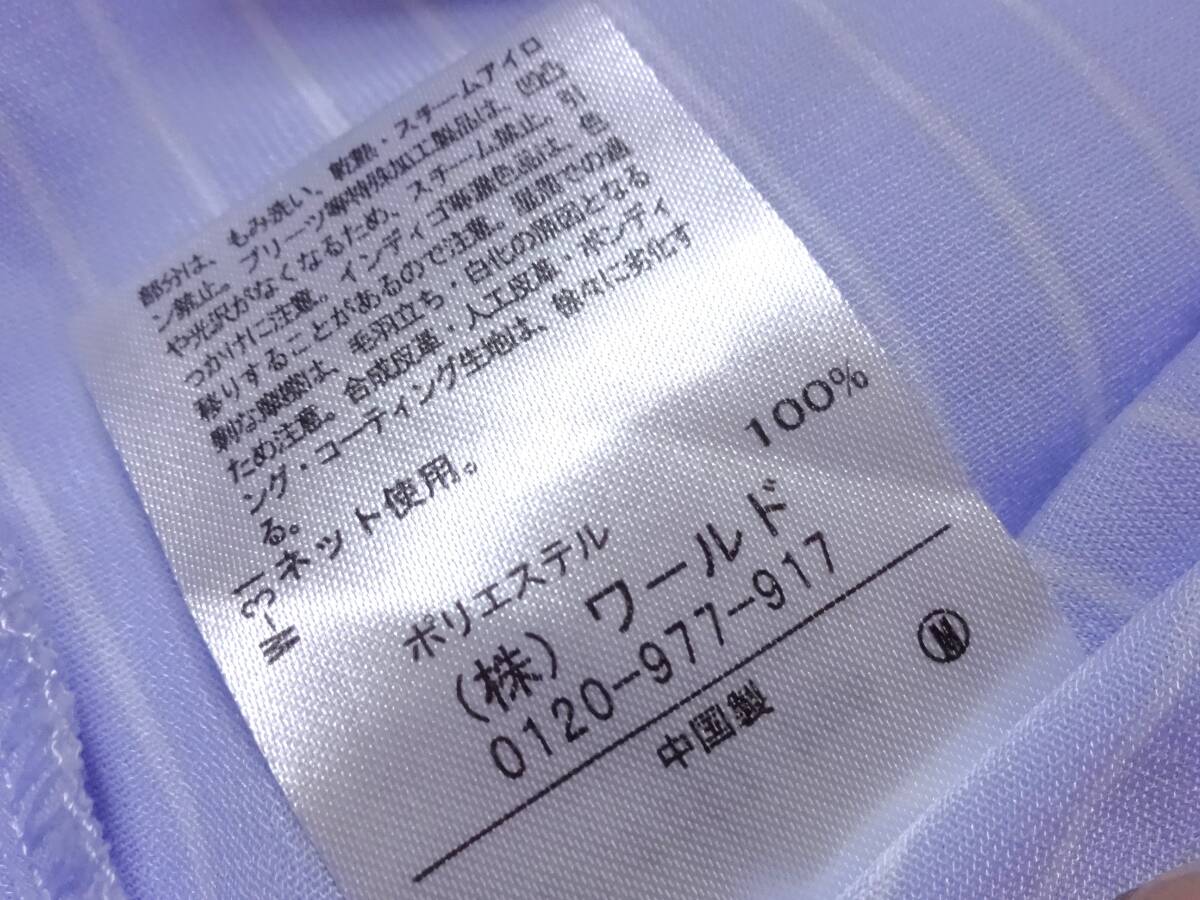 部分は、もみ洗い、乾熱・スチームアイロ
ン禁止。プリーツ等特殊加工製品は、凹凸
や光沢がなくなるため、スチーム禁止。引
っかけに注意。インディゴ等濃色品は、色
移りすることがあるので注意。着用での過
剰な摩擦は、毛羽立ち・白化の原因となる
ため注意。合成皮革・人工皮革・ボンディ
ング・コーティング生地は、徐々に劣化す
る。
ネット使用。
W-31
ポリエステル 100%
(株)ワールド
0120-977-917
中国製
M